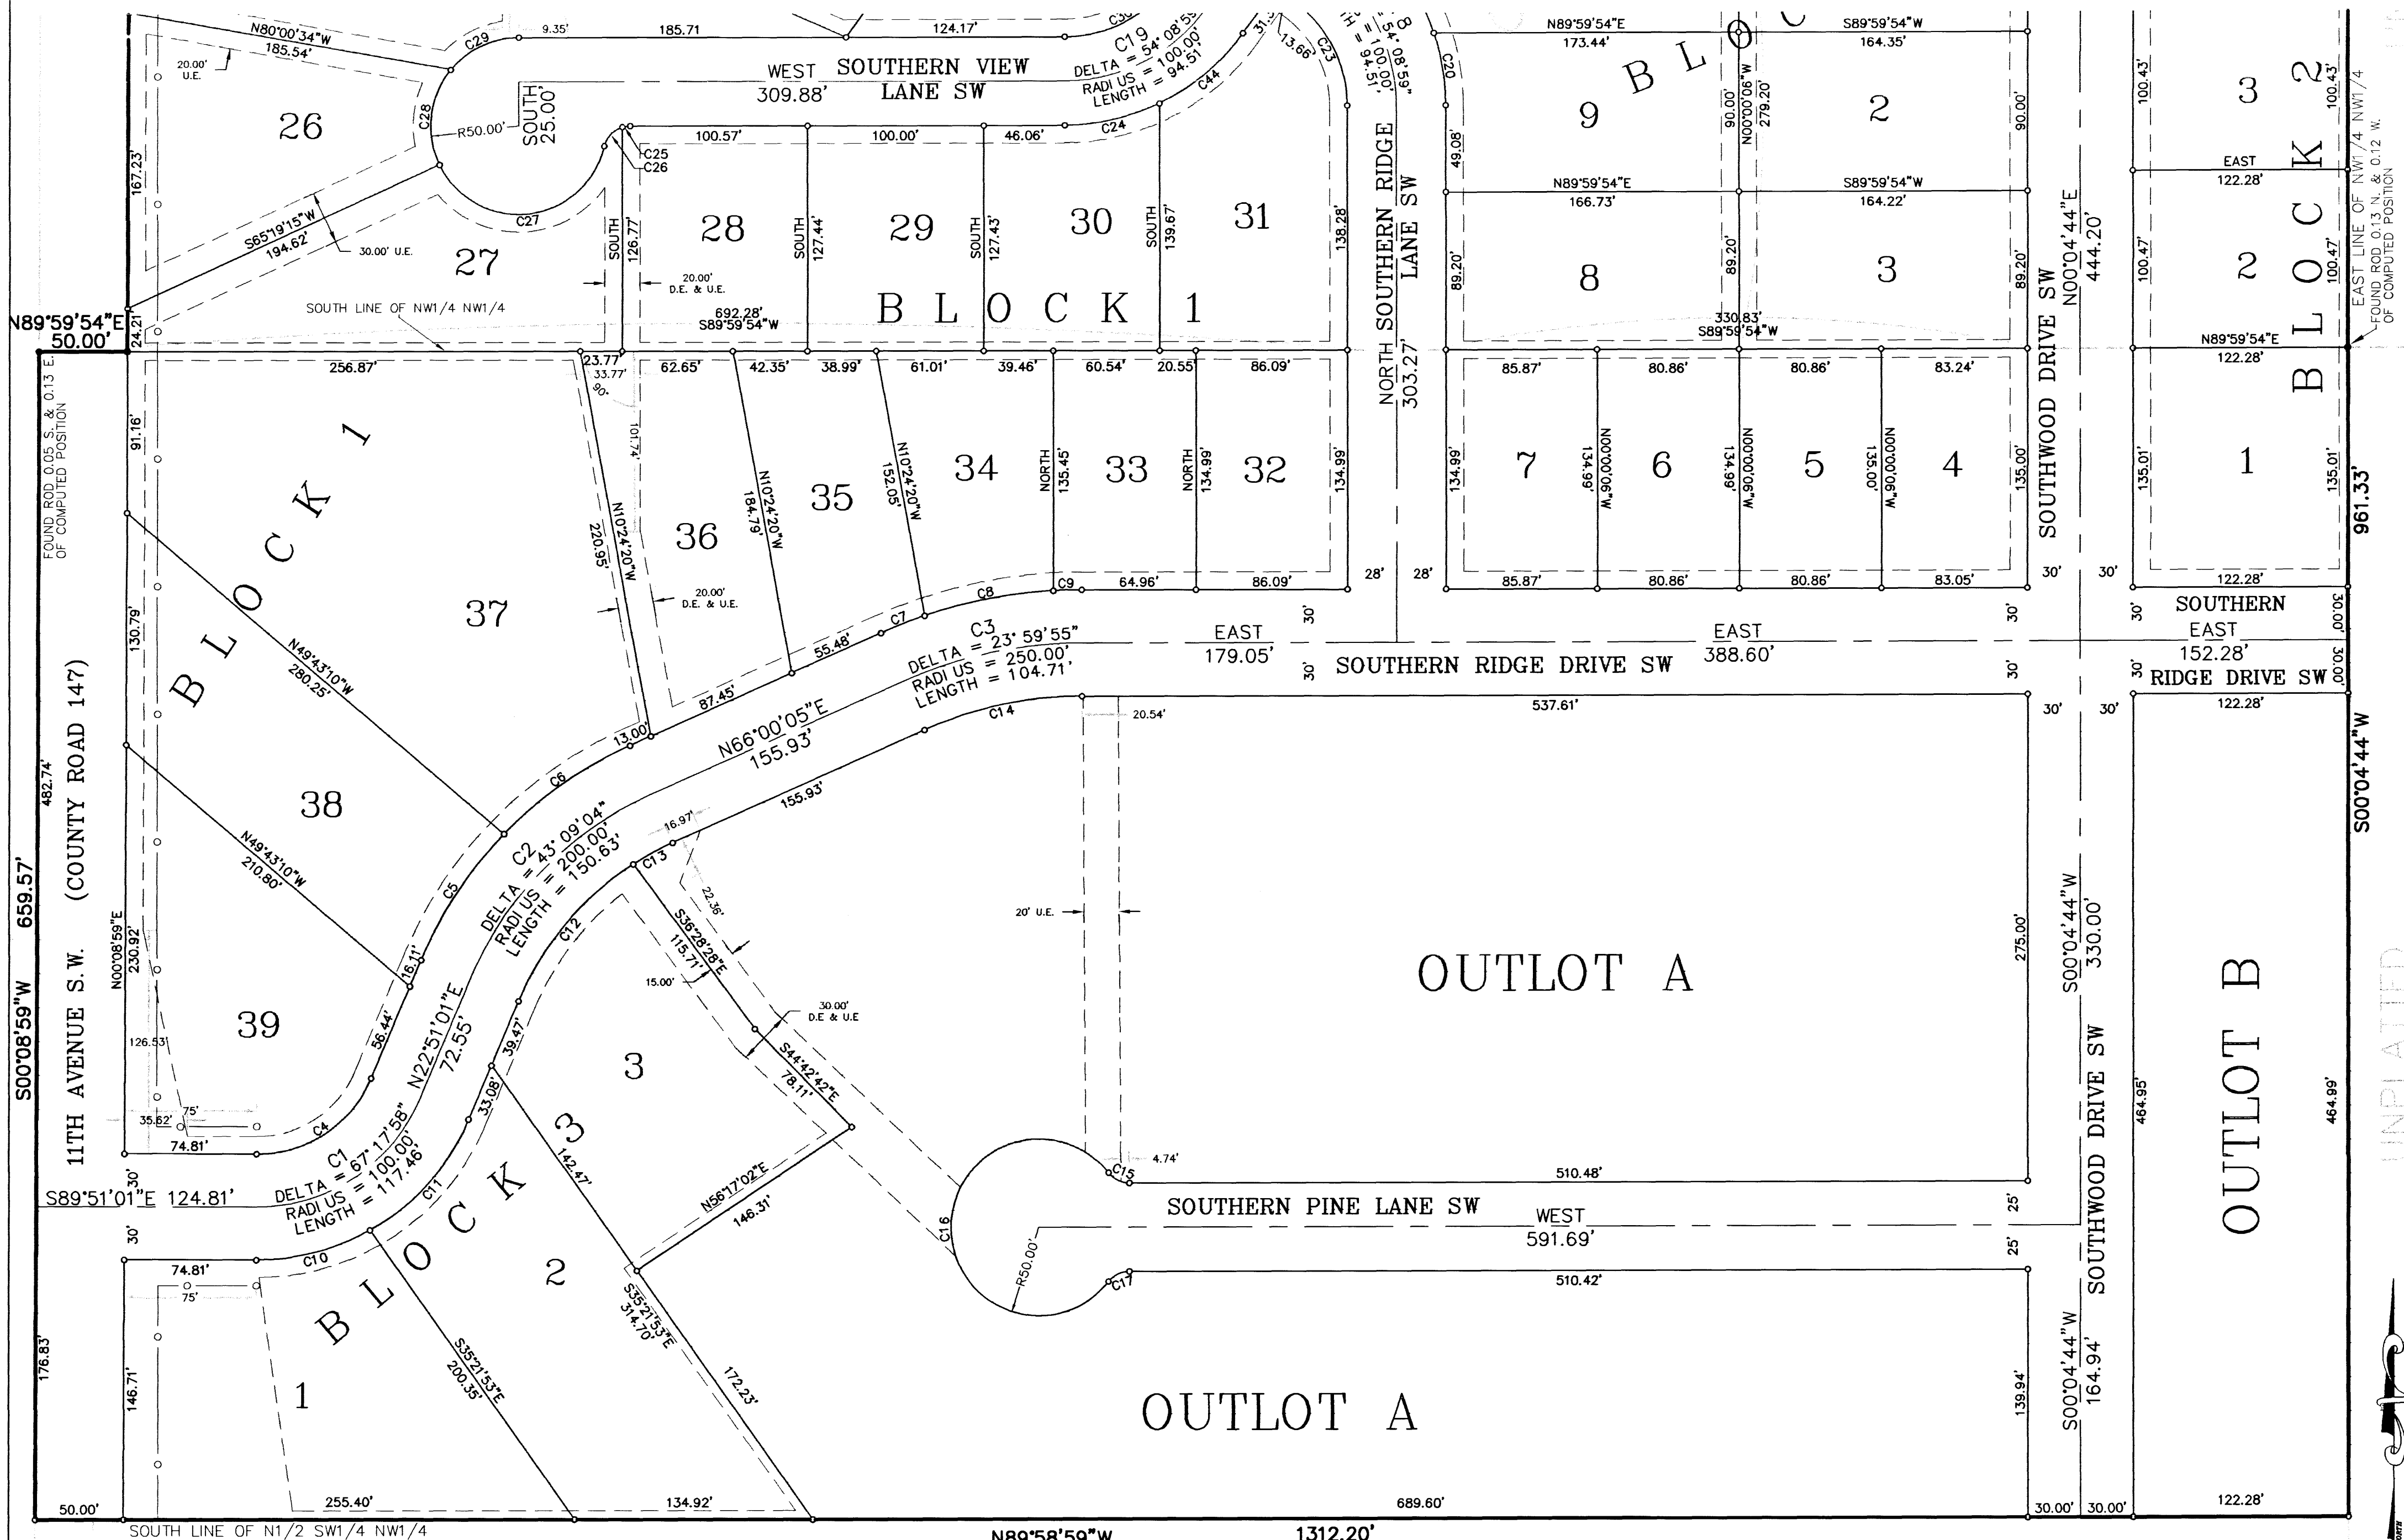 N80°00'34"W
185.54'
20.00'
U.E.
C29
9.35'
185.71
124.17'
WEST
309.88'
SOUTHERN VIEW
LANE SW
SOUTH
25.00'
R50.00'
C28
C19
DELTA = 54°08'59"
RADIUS = 100.00'
LENGTH = 94.51'
C44
C24
13.66'
C23
C20
26
167.23'
S65°19'15"W
194.62'
30.00' U.E.
C27
27
C25
C26
100.57'
100.00'
46.06'
SOUTH
126.77'
28
SOUTH
127.44'
29
SOUTH
127.43'
30
SOUTH
139.67'
31
138.28'
20.00'
D.E. & U.E.
SOUTH LINE OF NW1/4 NW1/4
692.28'
S89°59'54"W
BLOCK 1
NORTH
303.27'
SOUTHERN RIDGE
LANE SW
N89°59'54"E
173.44'
S89°59'54"W
164.35'
B L O C
9
90.00'
N00°00'06"W
279.20'
2
90.00'
49.08'
N89°59'54"E
166.73'
S89°59'54"W
164.22'
8
89.20'
89.20'
3
89.20'
330.83'
S89°59'54"W
N00°04'44"E
444.20'
SOUTHWOOD DRIVE SW
100.43'
3
100.43'
EAST
122.28'
100.47'
2
100.47'
BLOCK 2
N89°59'54"E
122.28'
EAST LINE OF NW1/4 NW1/4
FOUND ROD 0.13 N. & 0.12 W.
OF COMPUTED POSITION
N89°59'54"E
50.00'
24.21
FOUND ROD 0.05 S. & 0.13 E.
OF COMPUTED POSITION
256.87'
23.77'
33.77'
90°
62.65'
42.35'
38.99'
61.01'
39.46'
60.54'
20.55'
86.09'
85.87'
80.86'
80.86'
83.24'
91.16'
BLOCK 1
101.74'
N10°24'20"W
220.95'
36
N10°24'20"W
184.79'
35
N10°24'20"W
152.05'
34
NORTH
135.45'
33
NORTH
134.99'
32
134.99'
134.99'
7
N00°00'06"W
134.99'
6
N00°00'06"W
134.99'
5
N00°00'06"W
135.00'
4
135.00'
135.01'
1
135.01'
961.33'
20.00'
D.E. & U.E.
37
130.79'
N49°43'10"W
280.25'
13.00'
87.45'
55.48'
C7
C8
C9
64.96'
86.09'
28'
28'
85.87'
80.86'
80.86'
83.05'
30'
30'
122.28'
C3
DELTA = 23°59'55"
RADIUS = 250.00'
LENGTH = 104.71'
30'
EAST
179.05'
30'
SOUTHERN RIDGE DRIVE SW
EAST
388.60'
30'
30'
30'
SOUTHERN
EAST
152.28'
30'
RIDGE DRIVE SW
30.00'
30.00'
N66°00'05"E
155.93'
C14
20.54'
537.61'
30'
30'
122.28'
482.74'
11TH AVENUE S.W.
(COUNTY ROAD 147)
S00°08'59"W
659.57'
38
C6
N49°43'10"W
210.80'
C5
C2
DELTA = 43°09'04"
RADIUS = 200.00'
LENGTH = 150.63'
155.93'
16.97'
C13
22.36'
C12
S36°28'28"E
115.71'
15.00'
30.00'
D.E & U.E
S44°42'42"E
78.11'
20' U.E.
OUTLOT A
275.00'
S00°04'44"W
330.00'
S00°04'44"W
SOUTHWOOD DRIVE SW
464.95'
OUTLOT B
464.99'
UNPLATTED
N00°08'59"E
230.92'
39
126.53'
16.11'
56.44'
N22°51'01"E
72.55'
39.47'
33.08'
3
35.62'
75'
74.81'
C4
30'
S89°51'01"E 124.81'
C1
DELTA = 67°17'58"
RADIUS = 100.00'
LENGTH = 117.46'
30'
74.81'
75'
C10
C11
BLOCK 3
142.47'
N56°17'02"E
146.31'
2
S35°21'53"E
314.70'
C16
R50.00'
C15
4.74'
510.48'
SOUTHERN PINE LANE SW
WEST
591.69'
25'
25'
C17
510.42'
176.83'
146.71'
1
S35°21'53"E
200.35'
172.23'
OUTLOT A
139.94'
S00°04'44"W
164.94'
50.00'
255.40'
134.92'
689.60'
30.00'
30.00'
122.28'
SOUTH LINE OF N1/2 SW1/4 NW1/4
N89°58'59"W
1312.20'
NORTH